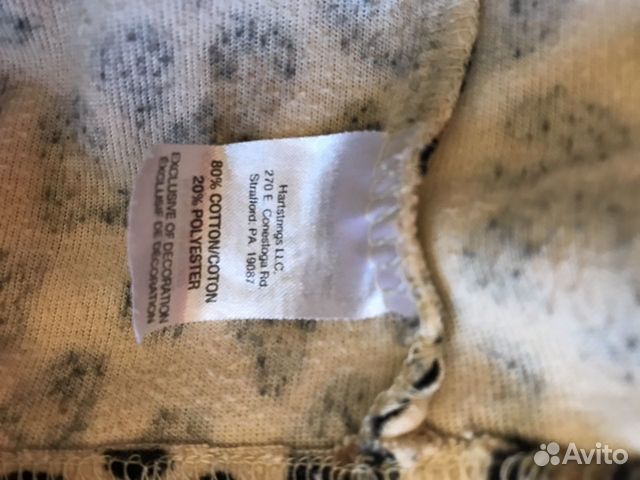 Hartstrings LLC,
270 E. Conestoga Rd
Strafford, PA 19087
80% COTTON/COTON
20% POLYESTER
EXCLUSIVE OF DECORATION
EXCLUSIF DE DÉCORATION
Avito